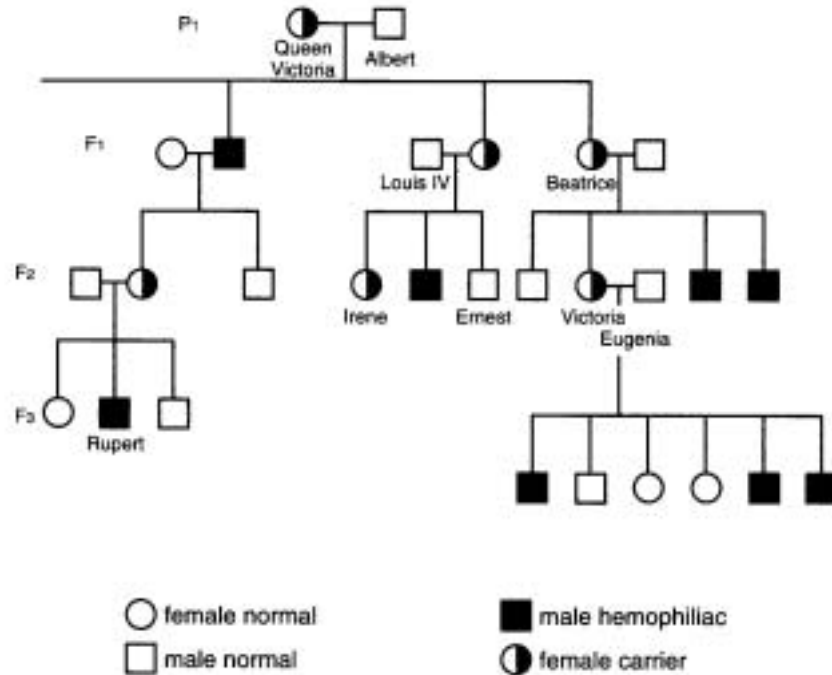 P1
Queen
Victoria
Albert
F1
Louis IV
Beatrice
F2
Irene
Ernest
Victoria
Eugenia
F3
Rupert
female normal
male hemophiliac
male normal
female carrier